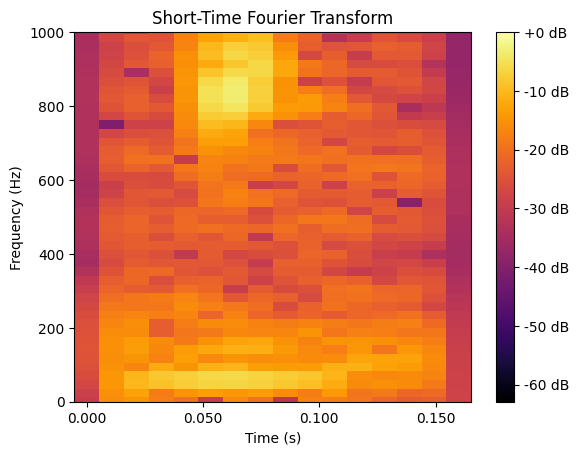 Short-Time Fourier Transform
1000
800
600
400
200
0
Frequency (Hz)
0.000
0.050
0.100
0.150
Time (s)
+0 dB
-10 dB
-20 dB
-30 dB
-40 dB
-50 dB
-60 dB